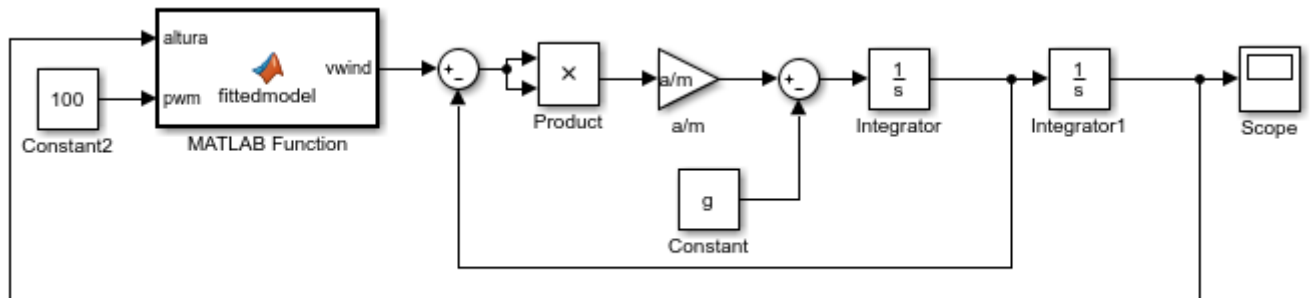 altura
vwind
fittedmodel
pwm
MATLAB Function
100
Constant2
+
−
×
Product
a/m
a/m
+
−
g
Constant
1
s
Integrator
1
s
Integrator1
Scope